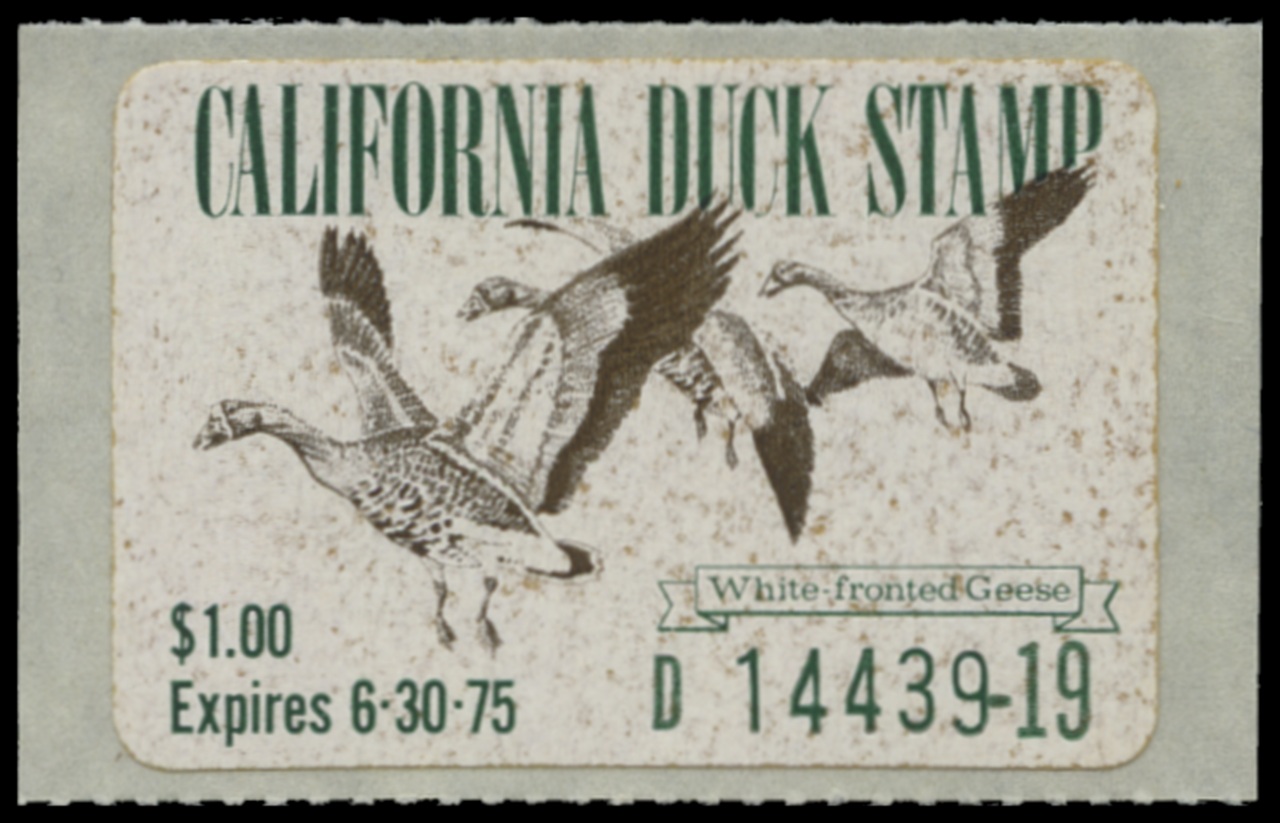 CALIFORNIA DUCK STAMP
White-fronted Geese
$1.00
Expires 6·30·75
D 14439-19